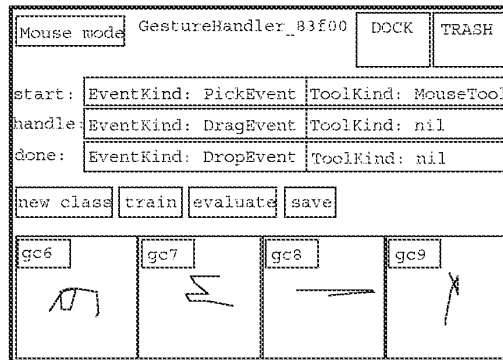 Mouse mode GestureHandler_83f00 DOCK TRASH
start: EventKind: PickEvent ToolKind: MouseTool
handle: EventKind: DragEvent ToolKind: nil
done: EventKind: DropEvent ToolKind: nil
new class train evaluate save
gc6 gc7 gc8 gc9